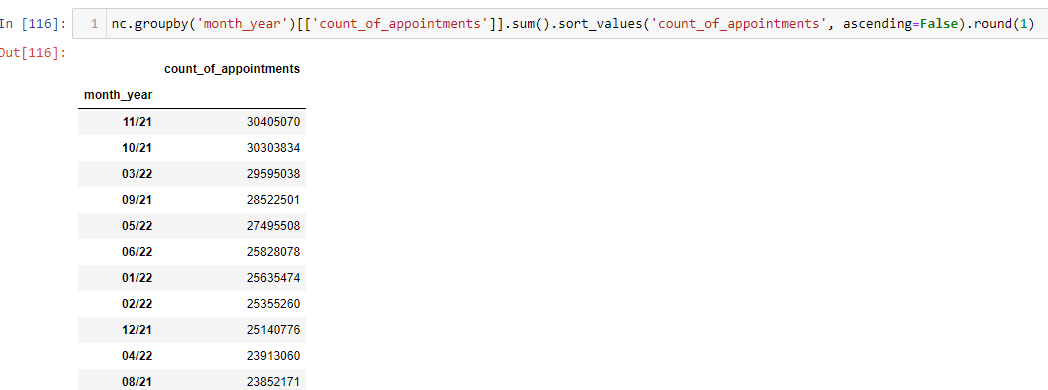 In [116]: 1 nc.groupby('month_year')[['count_of_appointments']].sum().sort_values('count_of_appointments', ascending=False).round(1)
Out[116]:
count_of_appointments
month_year
11/21 30405070
10/21 30303834
03/22 29595038
09/21 28522501
05/22 27495508
06/22 25828078
01/22 25635474
02/22 25355260
12/21 25140776
04/22 23913060
08/21 23852171